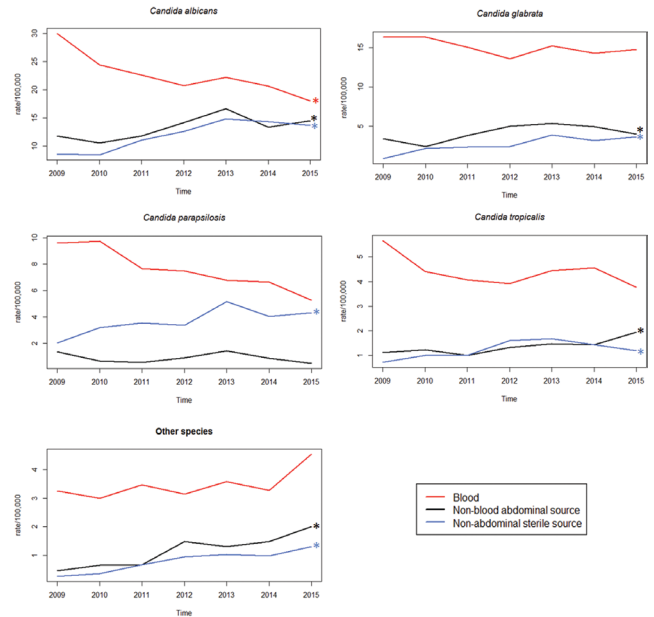 Candida albicans
rate/100,000
30
25
20
15
10
2009 2010 2011 2012 2013 2014 2015
Time
*
*
*
Candida glabrata
rate/100,000
15
10
5
2009 2010 2011 2012 2013 2014 2015
Time
*
*
Candida parapsilosis
rate/100,000
10
8
6
4
2
2009 2010 2011 2012 2013 2014 2015
Time
*
Candida tropicalis
rate/100,000
5
4
3
2
1
2009 2010 2011 2012 2013 2014 2015
Time
*
*
Other species
rate/100,000
4
3
2
1
2009 2010 2011 2012 2013 2014 2015
Time
*
*
Blood
Non-blood abdominal source
Non-abdominal sterile source